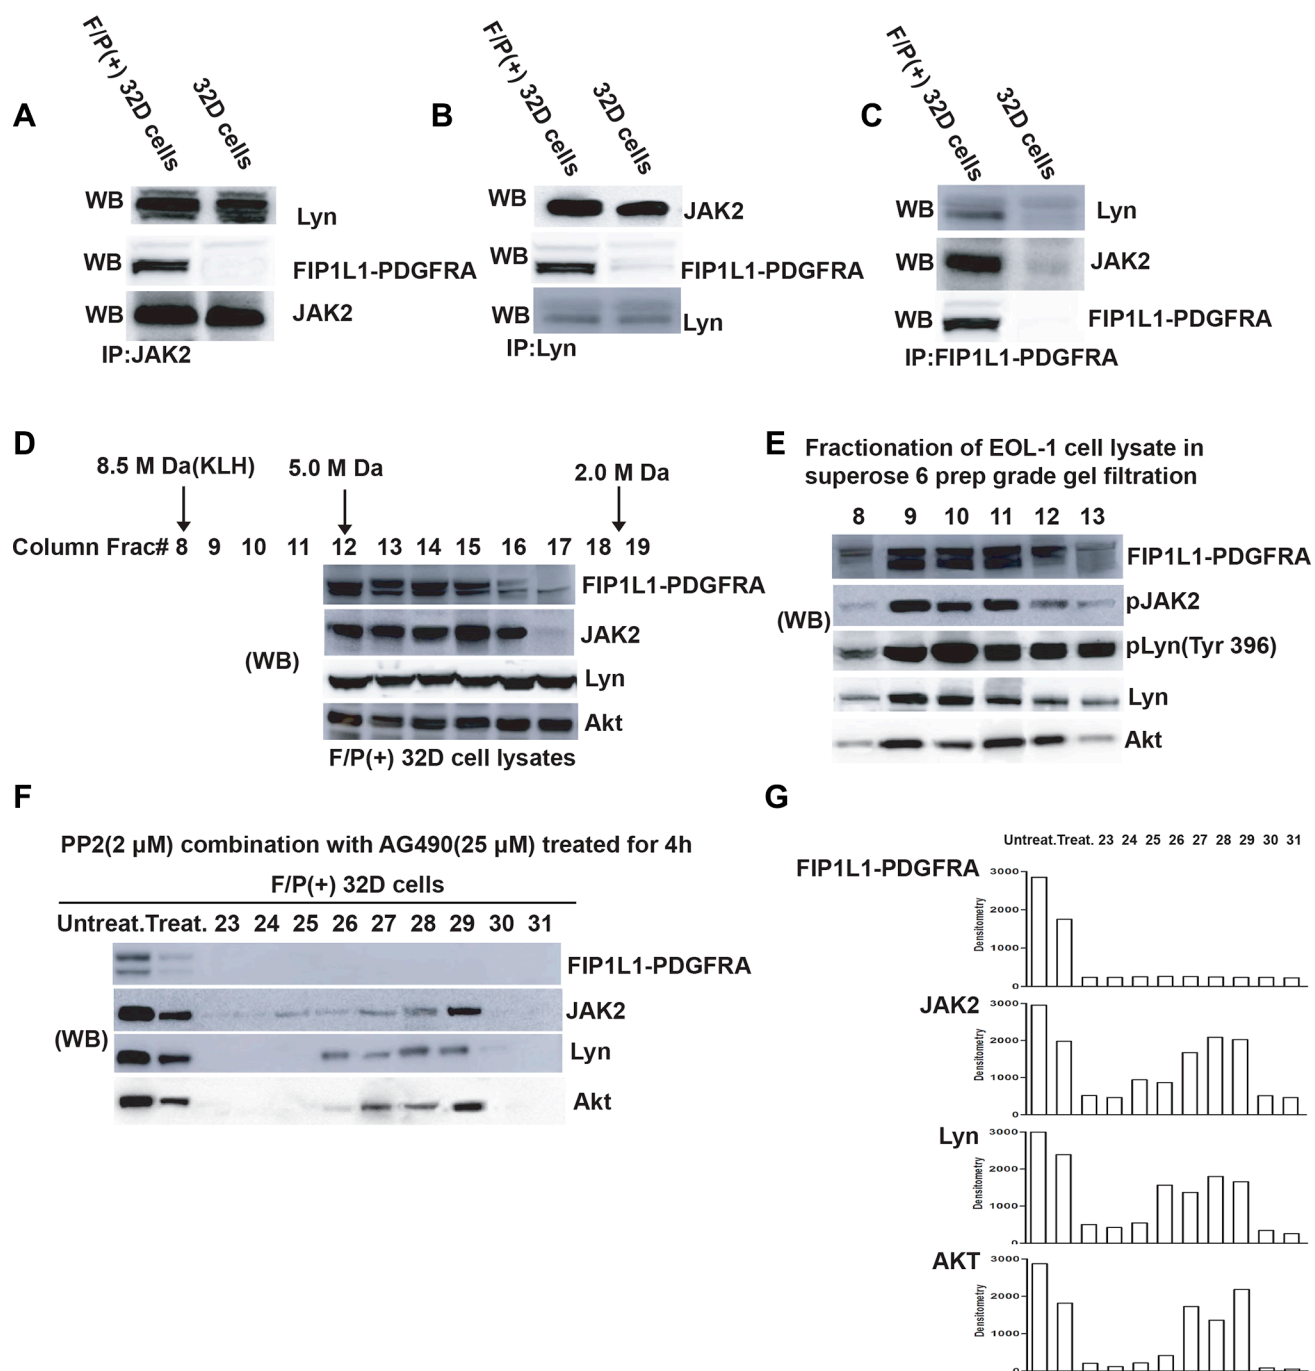 A
F/P(+) 32D cells
32D cells
WB
Lyn
WB
FIP1L1-PDGFRA
WB
JAK2
IP:JAK2
B
F/P(+) 32D cells
32D cells
WB
JAK2
WB
FIP1L1-PDGFRA
WB
Lyn
IP:Lyn
C
F/P(+) 32D cells
32D cells
WB
Lyn
WB
JAK2
WB
FIP1L1-PDGFRA
IP:FIP1L1-PDGFRA
D
8.5 M Da(KLH) 5.0 M Da 2.0 M Da
Column Frac# 8 9 10 11 12 13 14 15 16 17 18 19
FIP1L1-PDGFRA
JAK2
(WB)
Lyn
Akt
F/P(+) 32D cell lysates
E
Fractionation of EOL-1 cell lysate in
superose 6 prep grade gel filtration
8 9 10 11 12 13
FIP1L1-PDGFRA
pJAK2
(WB)
pLyn(Tyr 396)
Lyn
Akt
F
PP2(2 µM) combination with AG490(25 µM) treated for 4h
F/P(+) 32D cells
Untreat.Treat. 23 24 25 26 27 28 29 30 31
FIP1L1-PDGFRA
JAK2
(WB)
Lyn
Akt
G
Untreat.Treat. 23 24 25 26 27 28 29 30 31
FIP1L1-PDGFRA
Densitometry
3000
2000
1000
0
JAK2
Densitometry
3000
2000
1000
0
Lyn
Densitometry
3000
2000
1000
0
AKT
Densitometry
3000
2000
1000
0